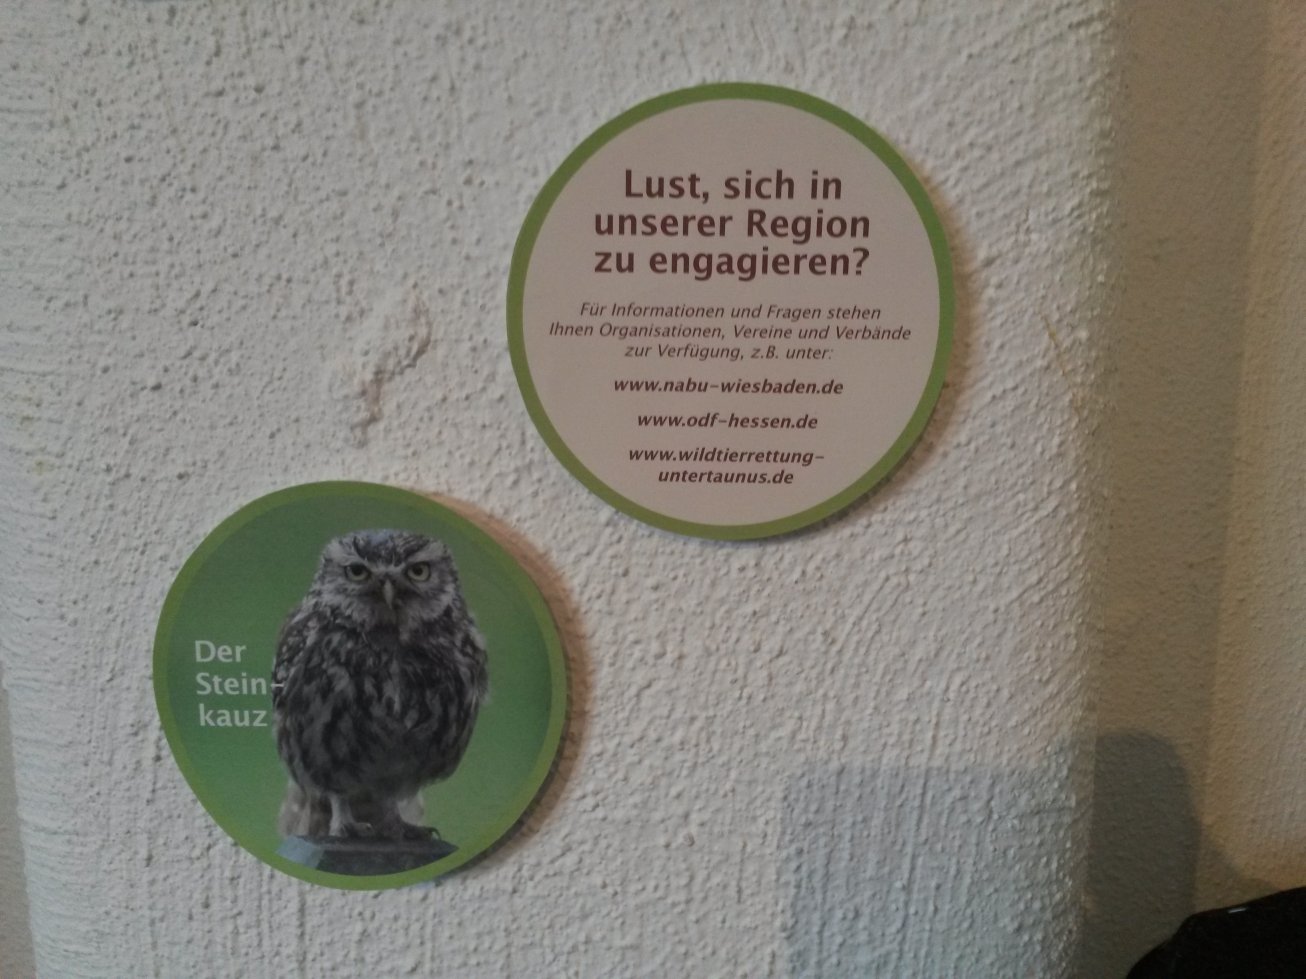 Lust, sich in
unserer Region
zu engagieren?
Für Informationen und Fragen stehen
Ihnen Organisationen, Vereine und Verbände
zur Verfügung, z.B. unter:
www.nabu-wiesbaden.de
www.odf-hessen.de
www.wildtierrettung-
untertaunus.de
Der
Stein-
kauz